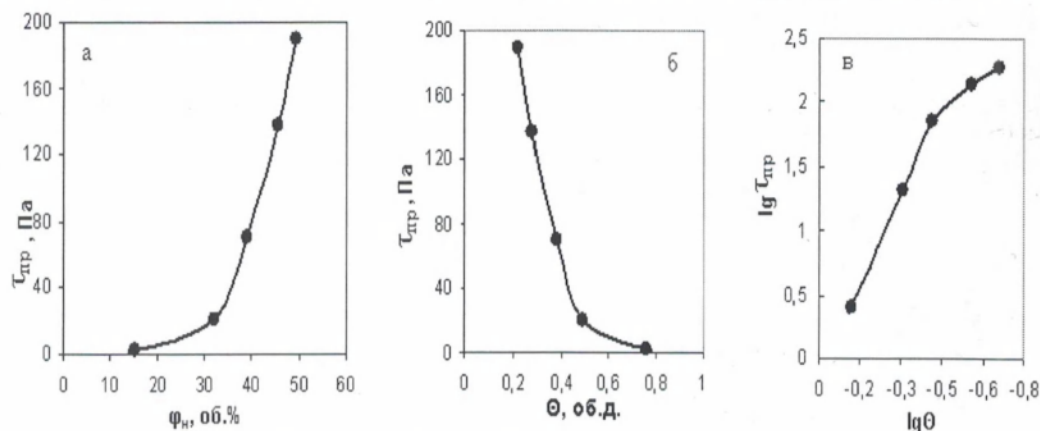 а
200
160
120
80
40
0
τпр , Па
0 10 20 30 40 50 60
φн, об.%
б
200
160
120
80
40
0
τпр, Па
0 0,2 0,4 0,6 0,8 1
Θ, об.д.
в
2,5
2
1,5
1
0,5
0
lg τпр
0 -0,2 -0,3 -0,5 -0,6 -0,8
lgΘ